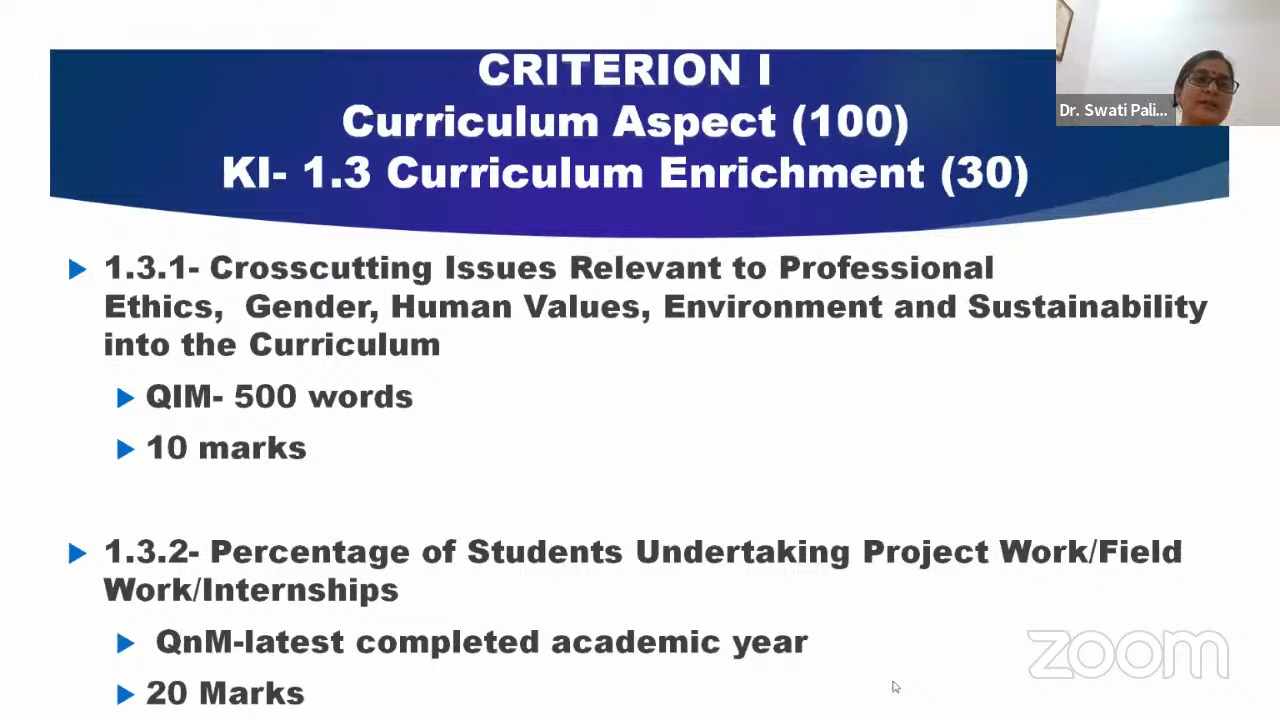 CRITERION I
Curriculum Aspect (100)
KI- 1.3 Curriculum Enrichment (30)
Dr. Swati Pali...
1.3.1- Crosscutting Issues Relevant to Professional
Ethics, Gender, Human Values, Environment and Sustainability
into the Curriculum
QIM- 500 words
10 marks
1.3.2- Percentage of Students Undertaking Project Work/Field
Work/Internships
QnM-latest completed academic year
20 Marks
zoom